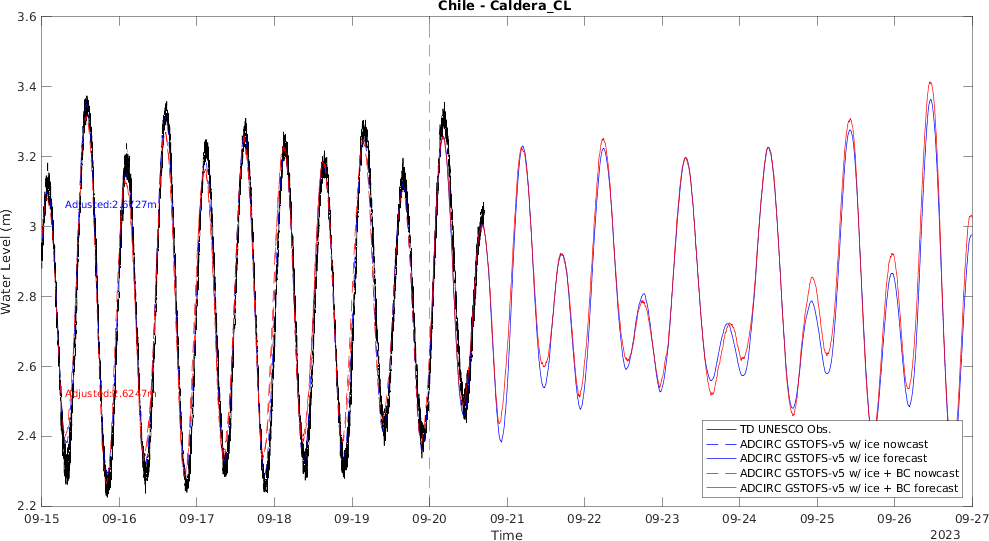 Chile - Caldera_CL
3.6
3.4
3.2
3
2.8
2.6
2.4
2.2
Water Level (m)
Adjusted:2.6727m
Adjusted:2.6247m
TD UNESCO Obs.
ADCIRC GSTOFS-v5 w/ ice nowcast
ADCIRC GSTOFS-v5 w/ ice forecast
ADCIRC GSTOFS-v5 w/ ice + BC nowcast
ADCIRC GSTOFS-v5 w/ ice + BC forecast
09-15 09-16 09-17 09-18 09-19 09-20 09-21 09-22 09-23 09-24 09-25 09-26 09-27
Time
2023